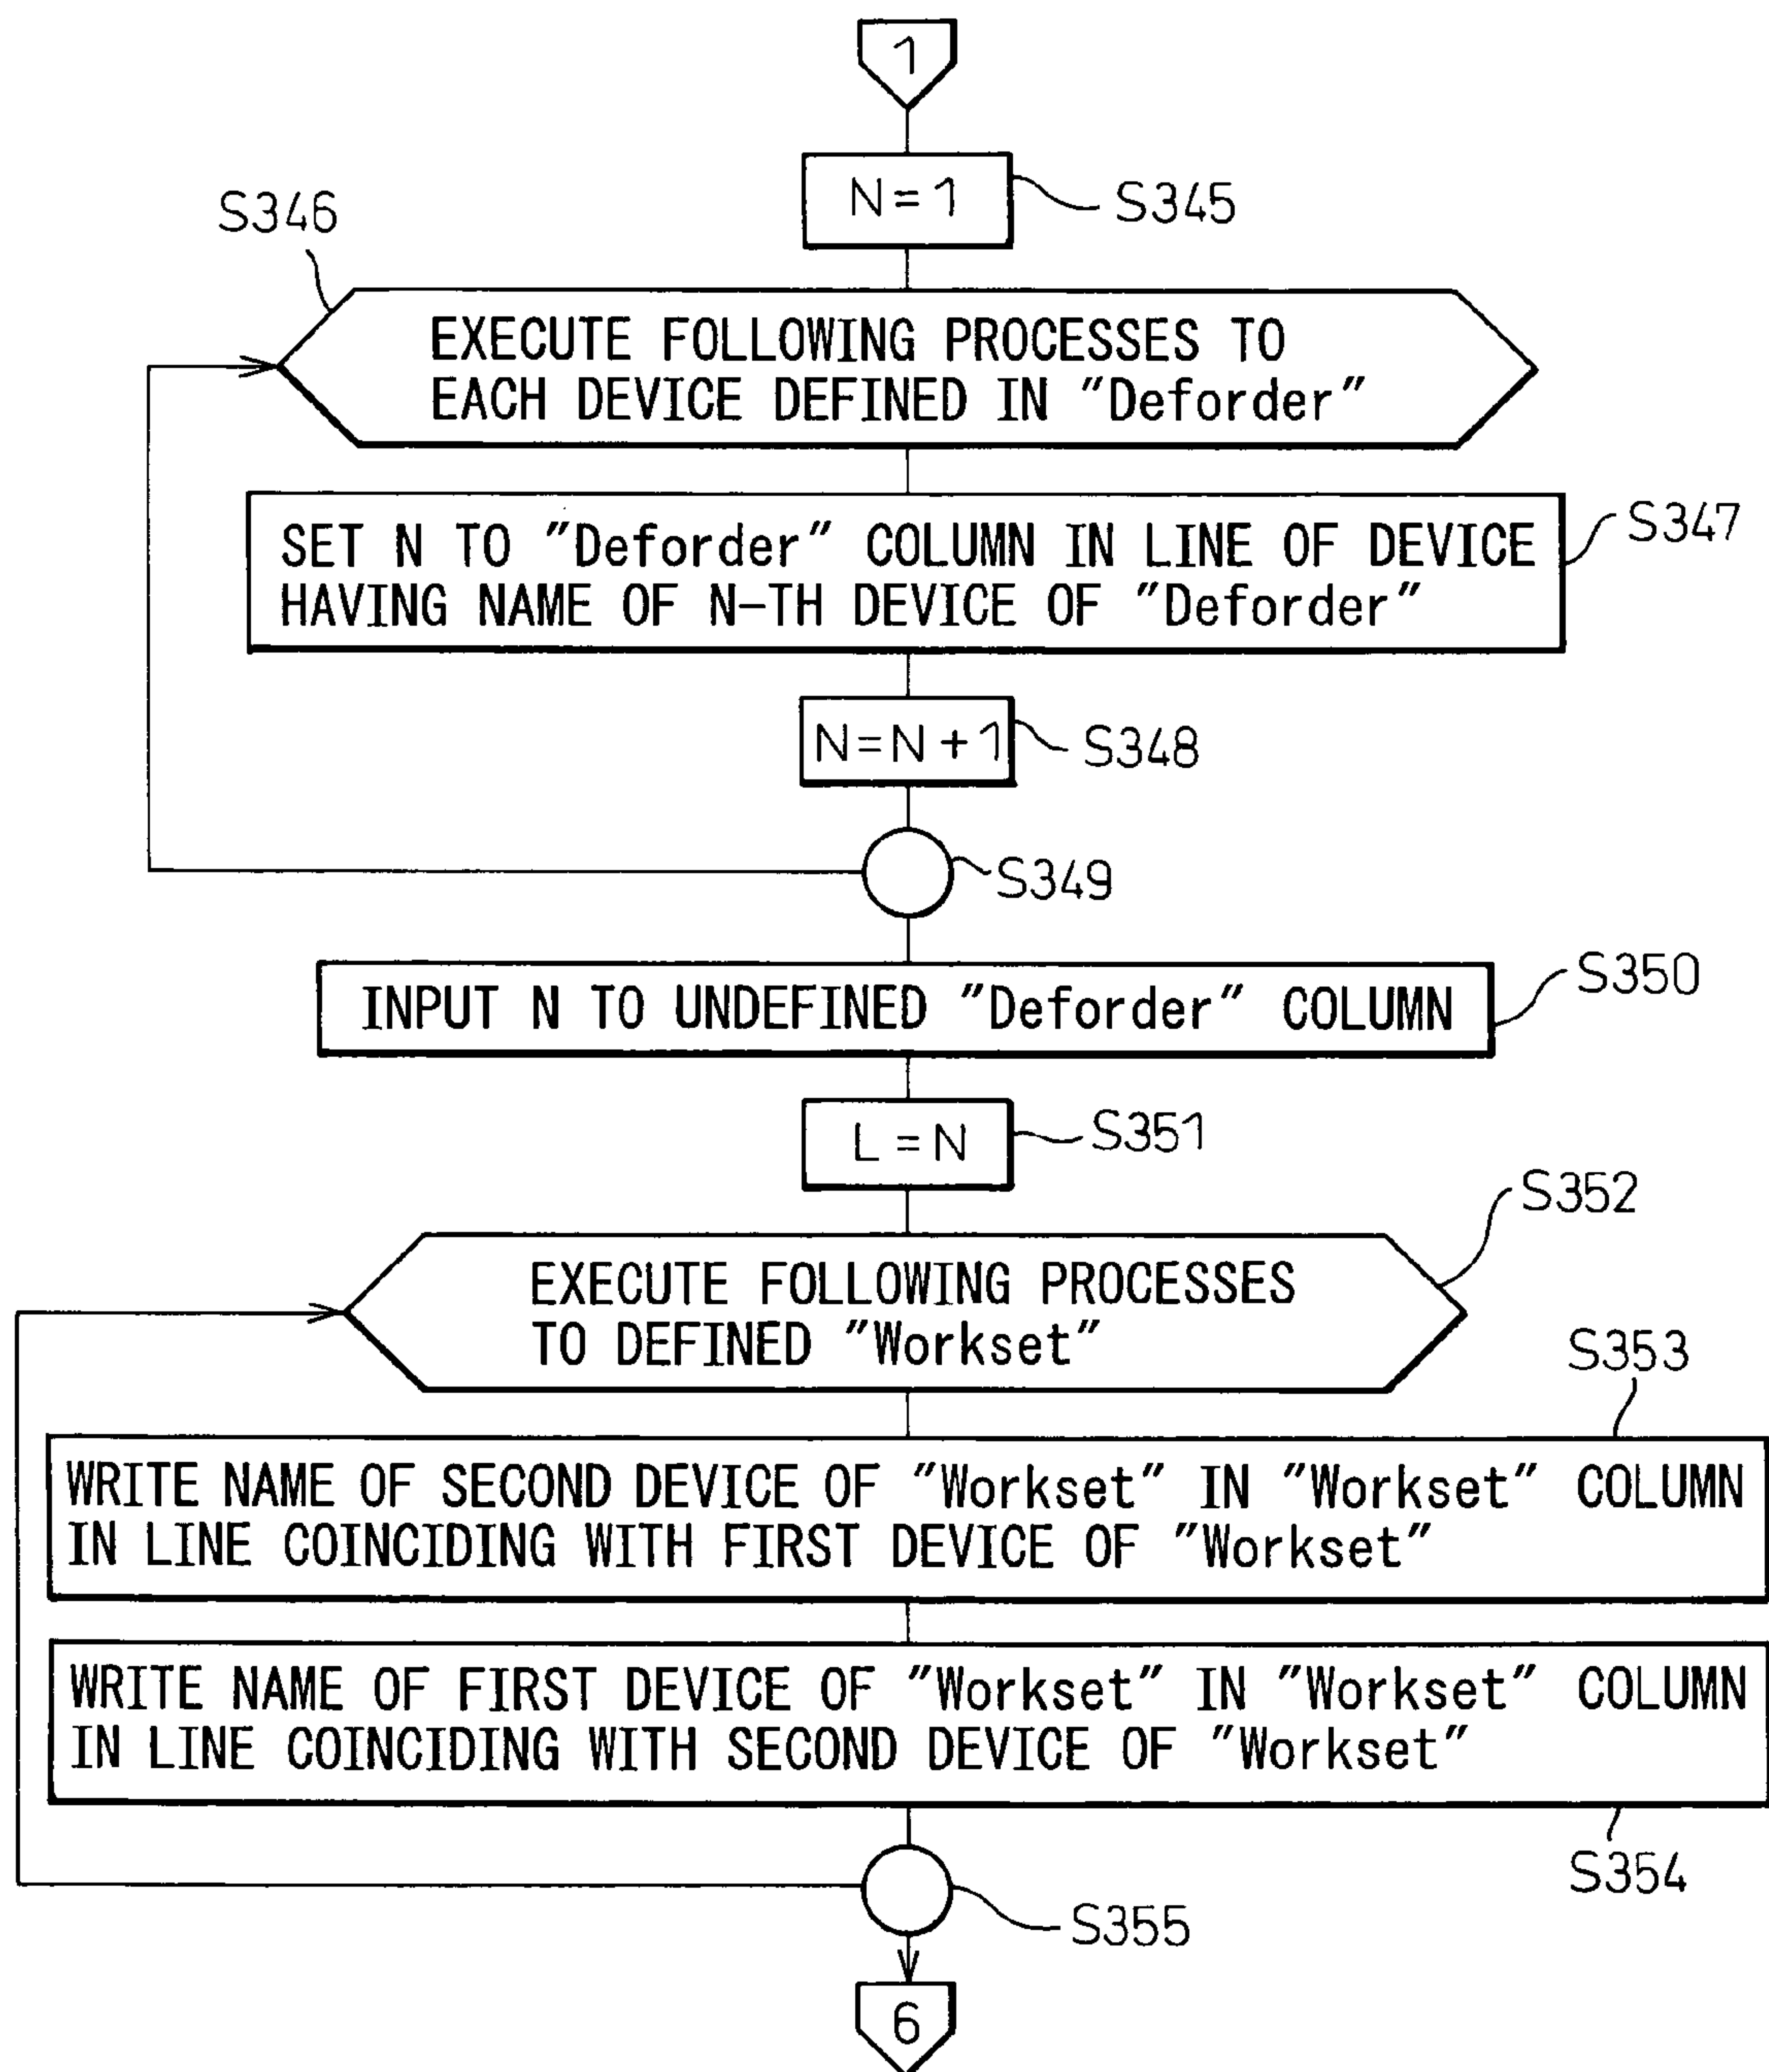 1
N=1
S345
S346
EXECUTE FOLLOWING PROCESSES TO
EACH DEVICE DEFINED IN "Deforder"
S347
SET N TO "Deforder" COLUMN IN LINE OF DEVICE
HAVING NAME OF N-TH DEVICE OF "Deforder"
N=N+1
S348
S349
S350
INPUT N TO UNDEFINED "Deforder" COLUMN
L=N
S351
S352
EXECUTE FOLLOWING PROCESSES
TO DEFINED "Workset"
S353
WRITE NAME OF SECOND DEVICE OF "Workset" IN "Workset" COLUMN
IN LINE COINCIDING WITH FIRST DEVICE OF "Workset"
WRITE NAME OF FIRST DEVICE OF "Workset" IN "Workset" COLUMN
IN LINE COINCIDING WITH SECOND DEVICE OF "Workset"
S354
S355
6